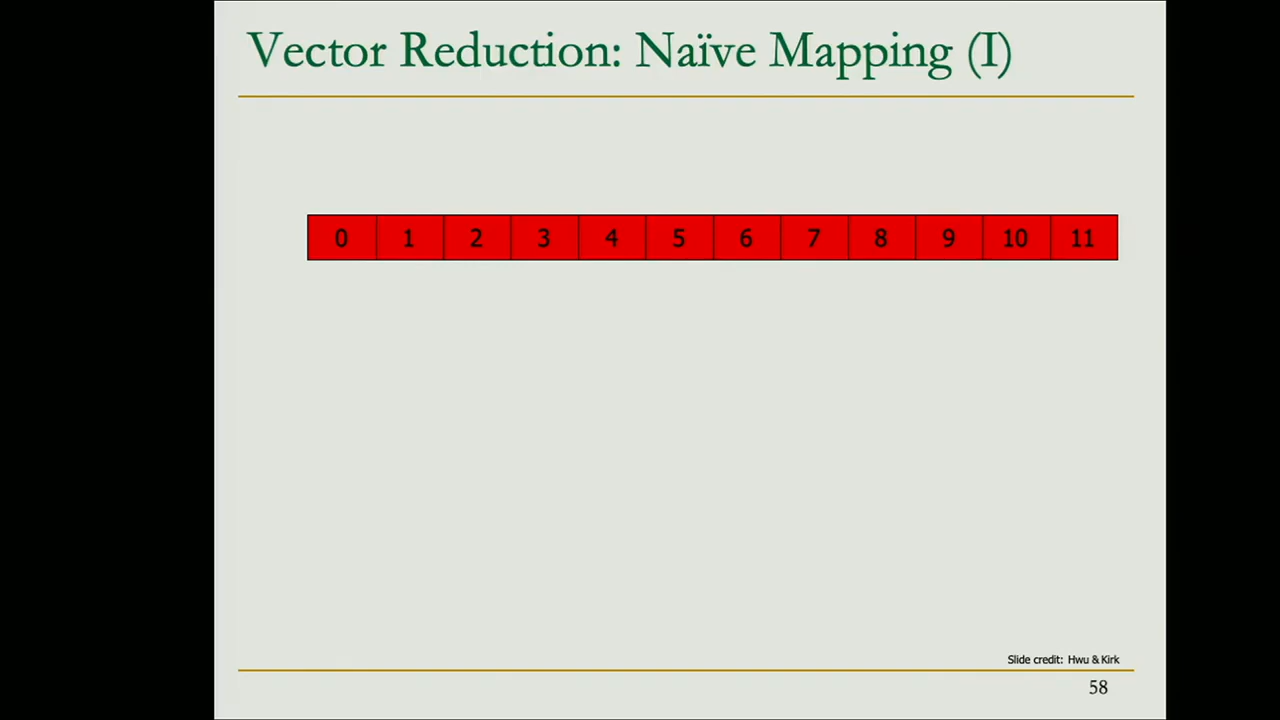 Vector Reduction: Naïve Mapping (I)
0 1 2 3 4 5 6 7 8 9 10 11
Slide credit: Hwu & Kirk
58